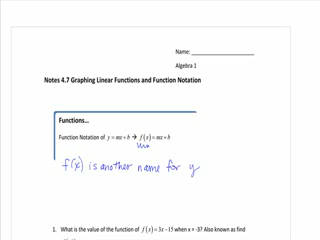 Name: ____________________
Algebra 1
Notes 4.7 Graphing Linear Functions and Function Notation
Functions…
Function Notation of y = mx + b → f(x) = mx + b
f(x) is another name for y
1. What is the value of the function of f(x) = 3x − 15 when x = -3? Also known as find